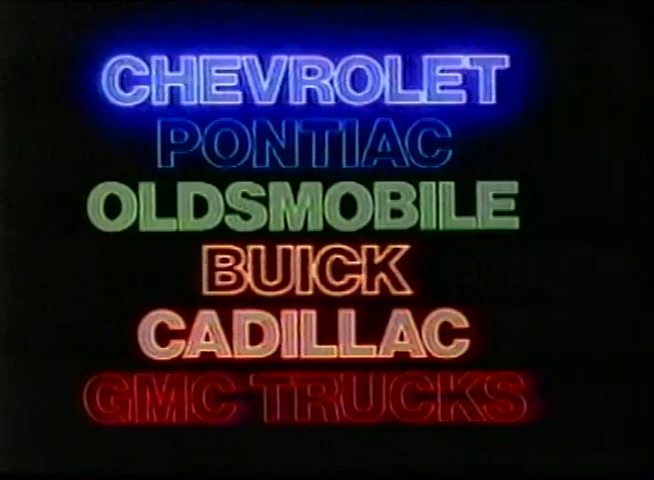 CHEVROLET
PONTIAC
OLDSMOBILE
BUICK
CADILLAC
GMC TRUCKS